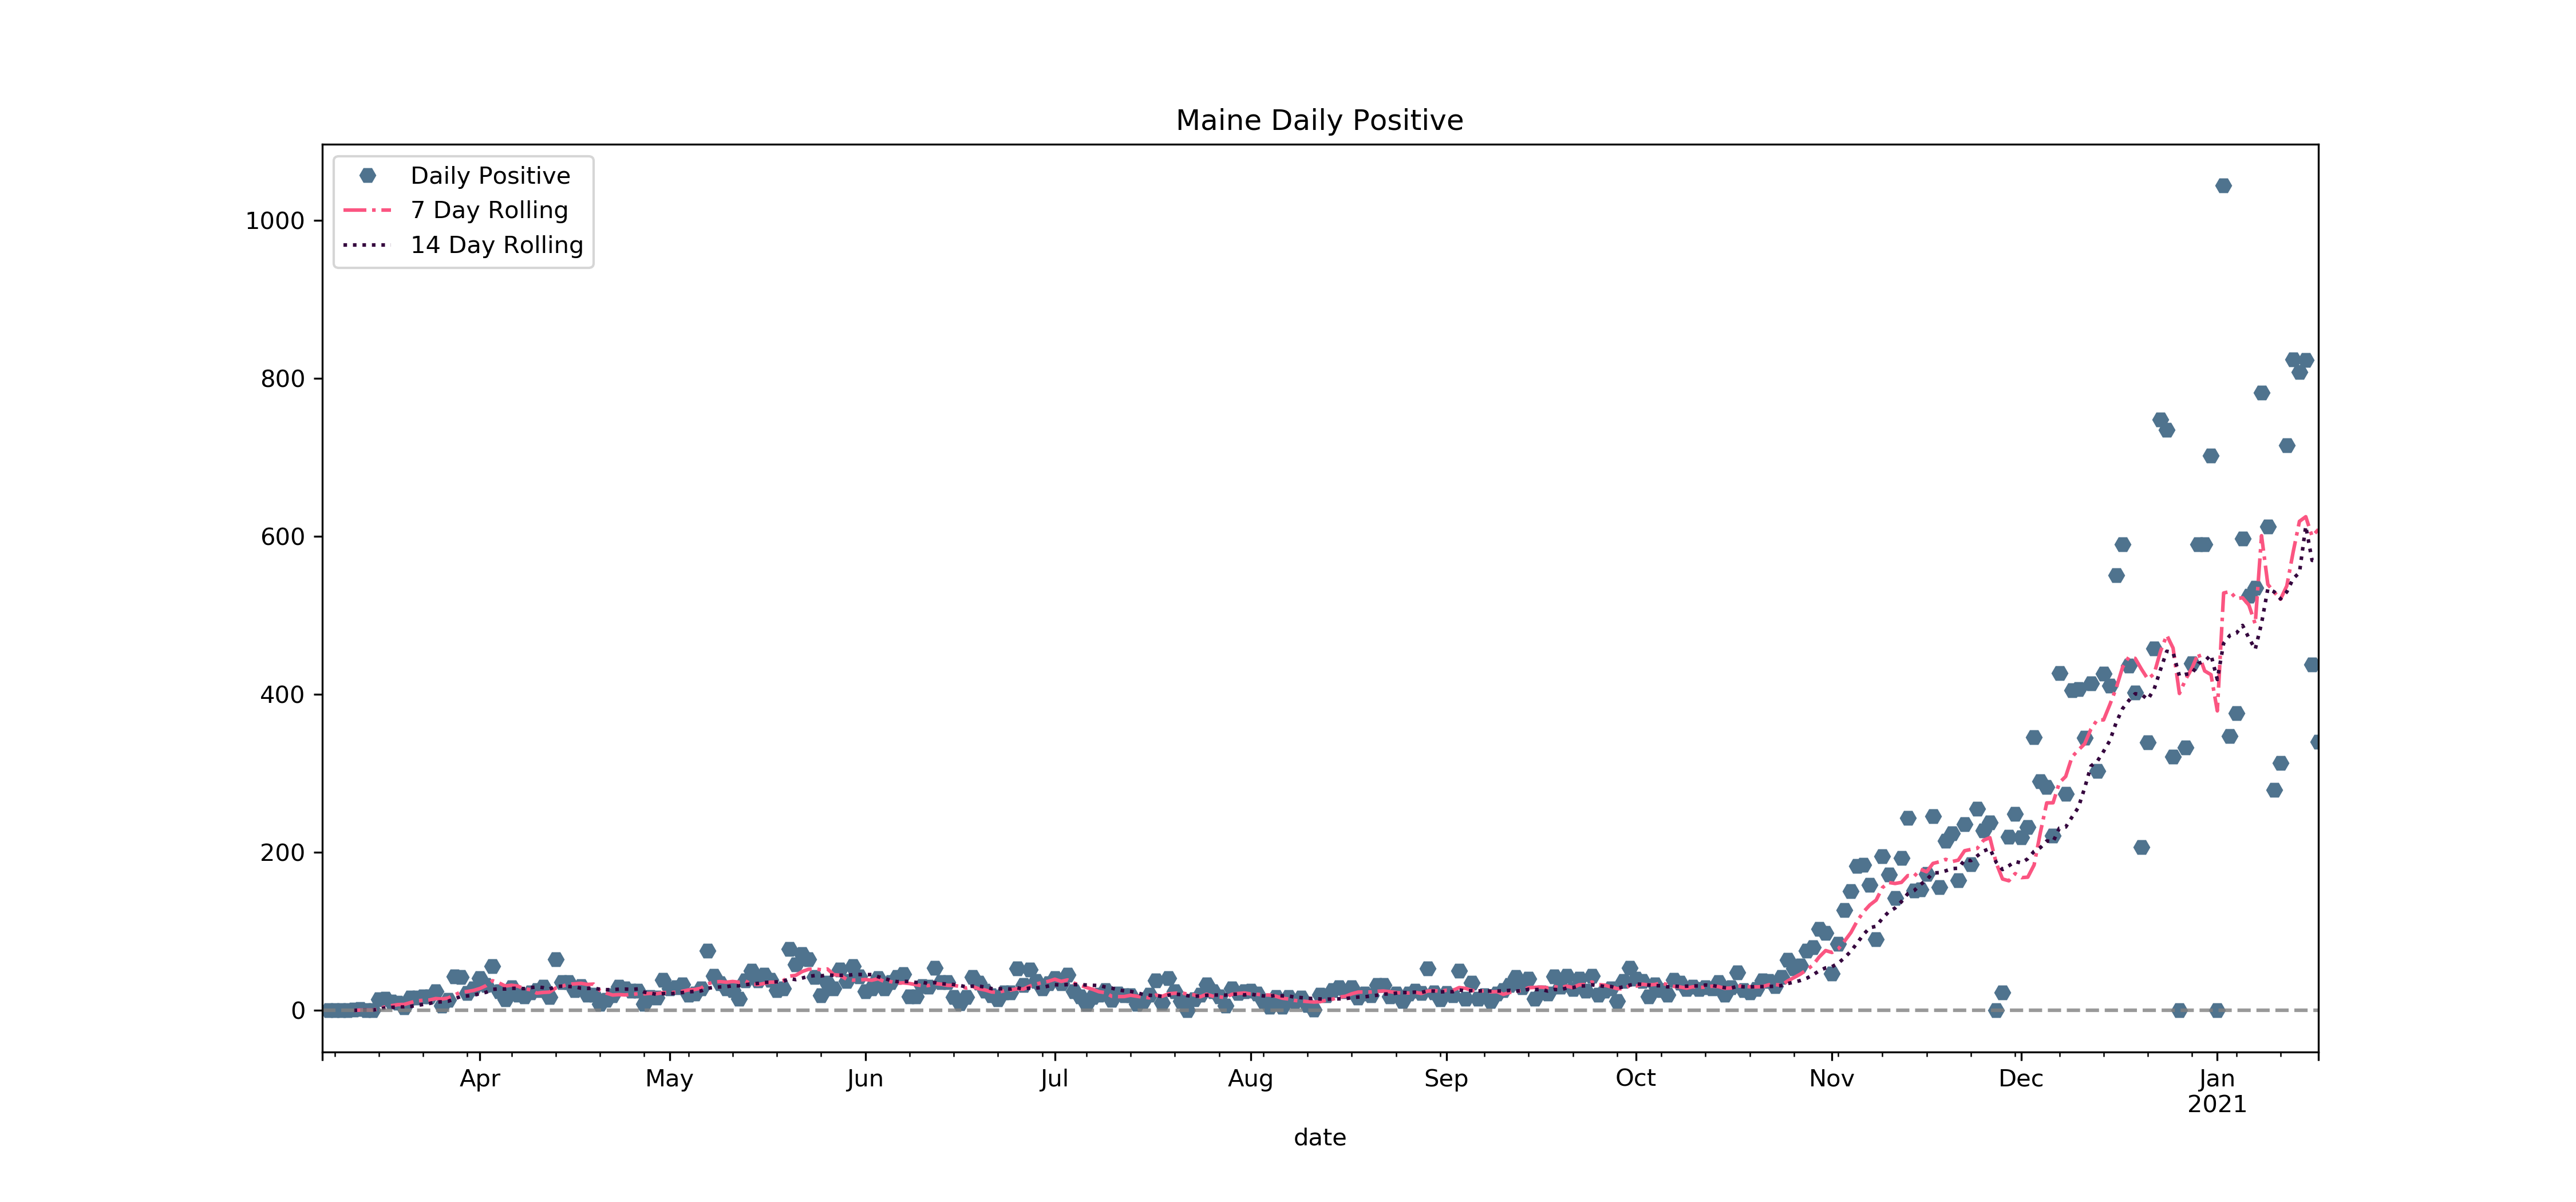 Maine Daily Positive
Daily Positive
7 Day Rolling
14 Day Rolling
1000
800
600
400
200
0
Apr May Jun Jul Aug Sep Oct Nov Dec Jan
2021
date